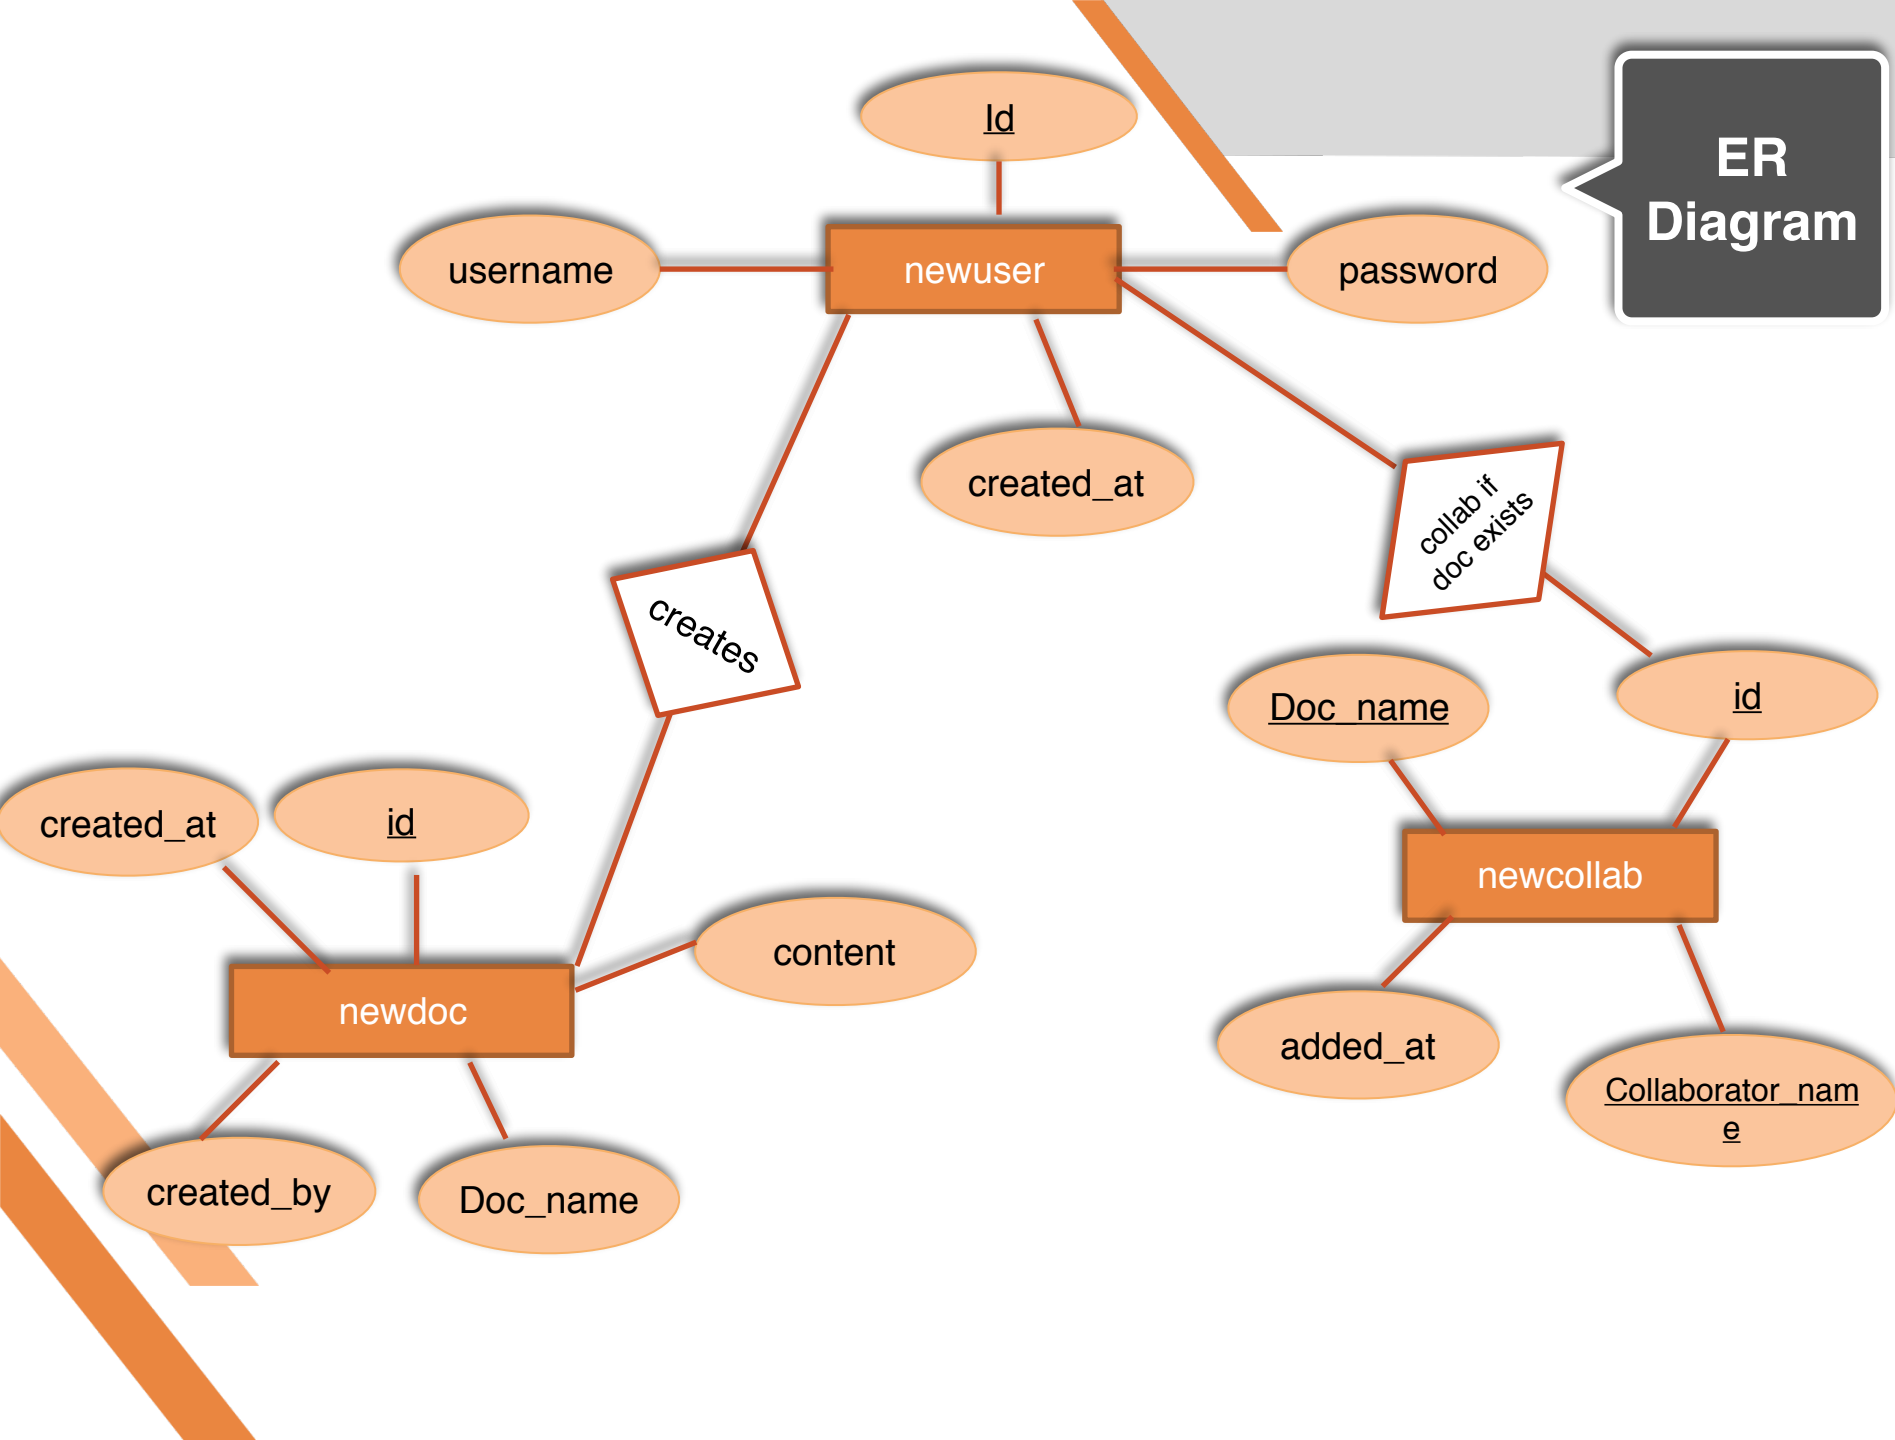 ER
Diagram
Id
username
newuser
password
created_at
collab if
doc exists
creates
Doc_name
id
created_at
id
newcollab
content
newdoc
added_at
Collaborator_nam
e
created_by
Doc_name